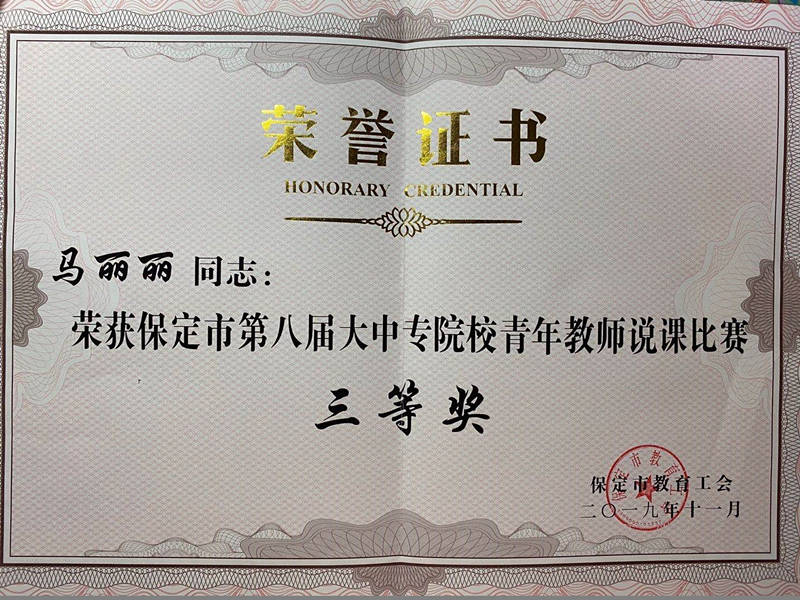 荣誉证书
HONORARY CREDENTIAL
马丽丽 同志：
荣获保定市第八届大中专院校青年教师说课比赛
三等奖
保定市教育工会
二〇一九年十一月